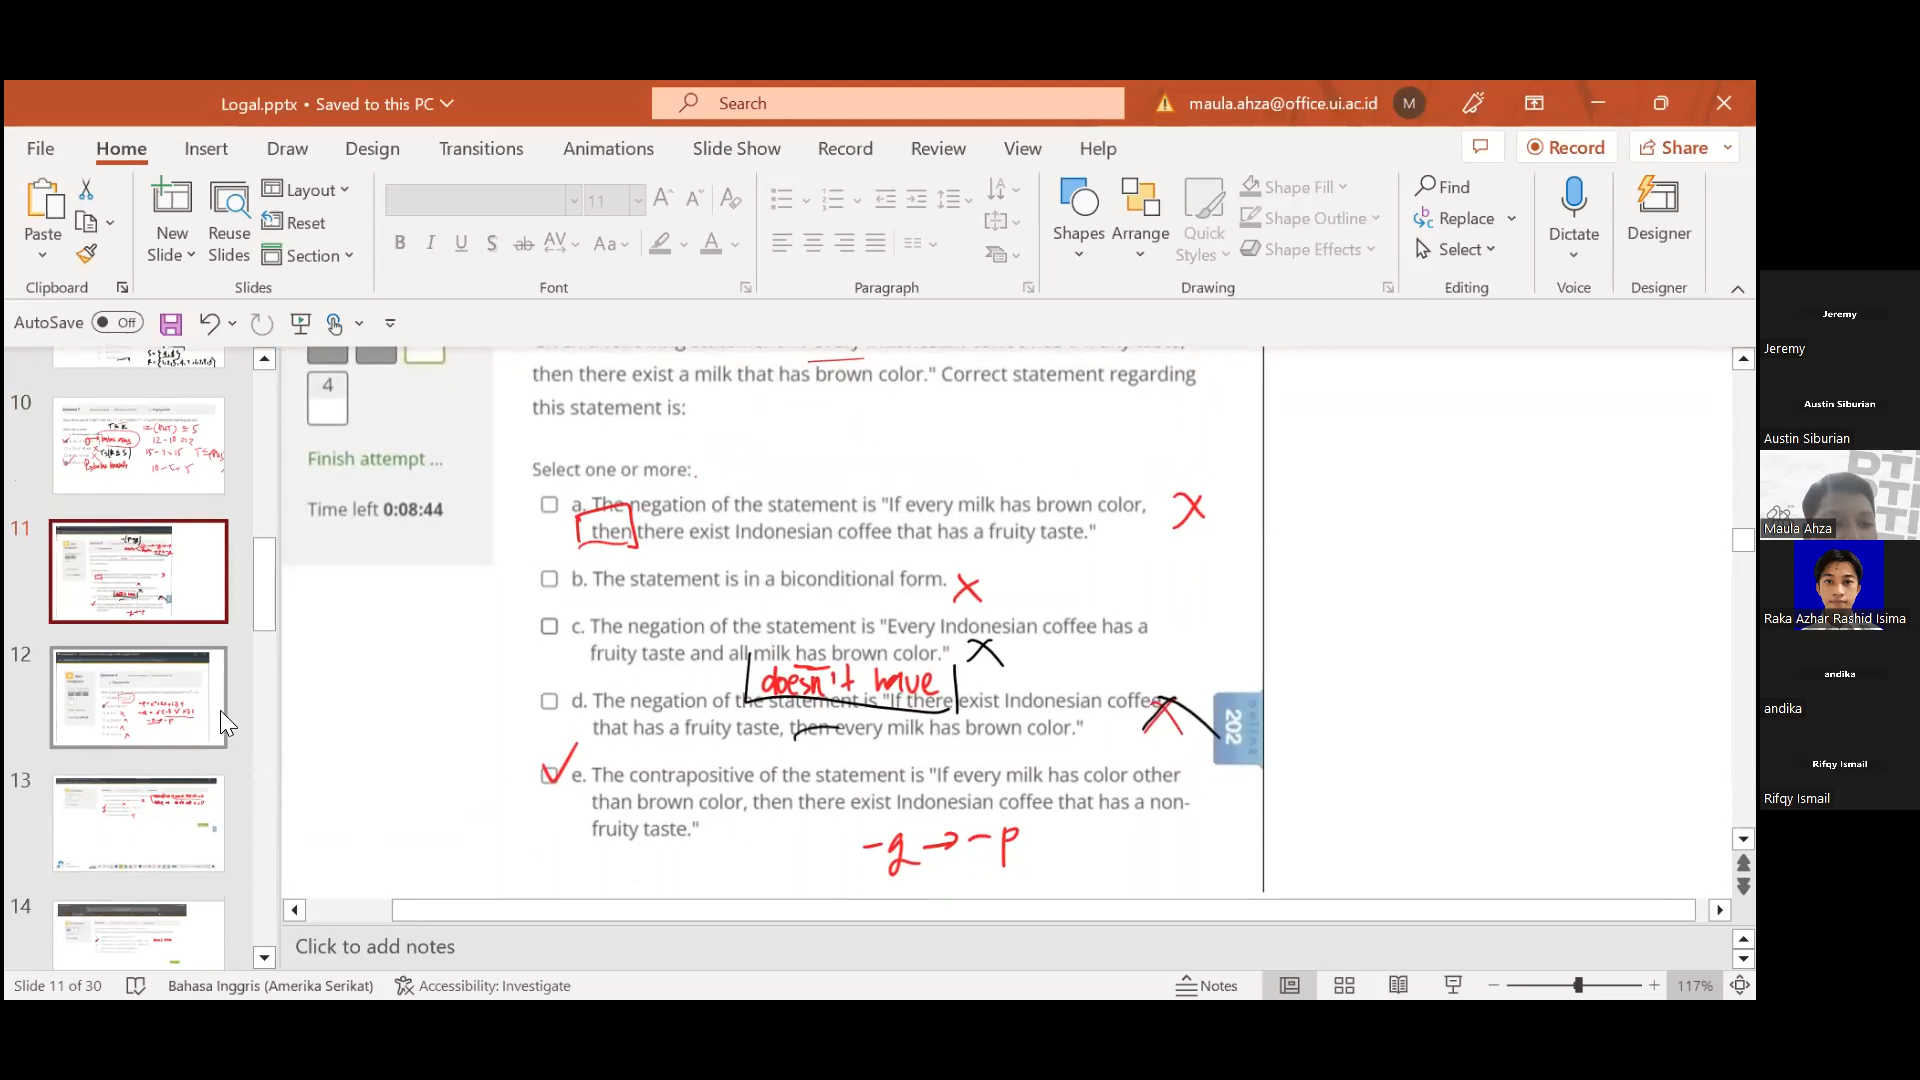 Logal.pptx • Saved to this PC
Search
maula.ahza@office.ui.ac.id
M
File
Home
Insert
Draw
Design
Transitions
Animations
Slide Show
Record
Review
View
Help
Record
Share
Paste
New Slide
Reuse Slides
Layout
Reset
Section
11
Shape Fill
Shape Outline
Shape Effects
Shapes
Arrange
Quick Styles
Find
Replace
Select
Dictate
Designer
Clipboard
Slides
Font
Paragraph
Drawing
Editing
Voice
Designer
AutoSave
Off
10
11
12
13
14
4
Finish attempt ...
Time left 0:08:44
then there exist a milk that has brown color." Correct statement regarding
this statement is:
Select one or more:
a. The negation of the statement is "If every milk has brown color,
then there exist Indonesian coffee that has a fruity taste."
b. The statement is in a biconditional form.
c. The negation of the statement is "Every Indonesian coffee has a
fruity taste and all milk has brown color."
doesn't have
d. The negation of the statement is "If there exist Indonesian coffee
that has a fruity taste, then every milk has brown color."
e. The contrapositive of the statement is "If every milk has color other
than brown color, then there exist Indonesian coffee that has a non-
fruity taste."
-q → -p
202
Click to add notes
Slide 11 of 30
Bahasa Inggris (Amerika Serikat)
Accessibility: Investigate
Notes
117%
Jeremy
Jeremy
Austin Siburian
Austin Siburian
Maula Ahza
Raka Azhar Rashid Isima
andika
andika
Rifqy Ismail
Rifqy Ismail